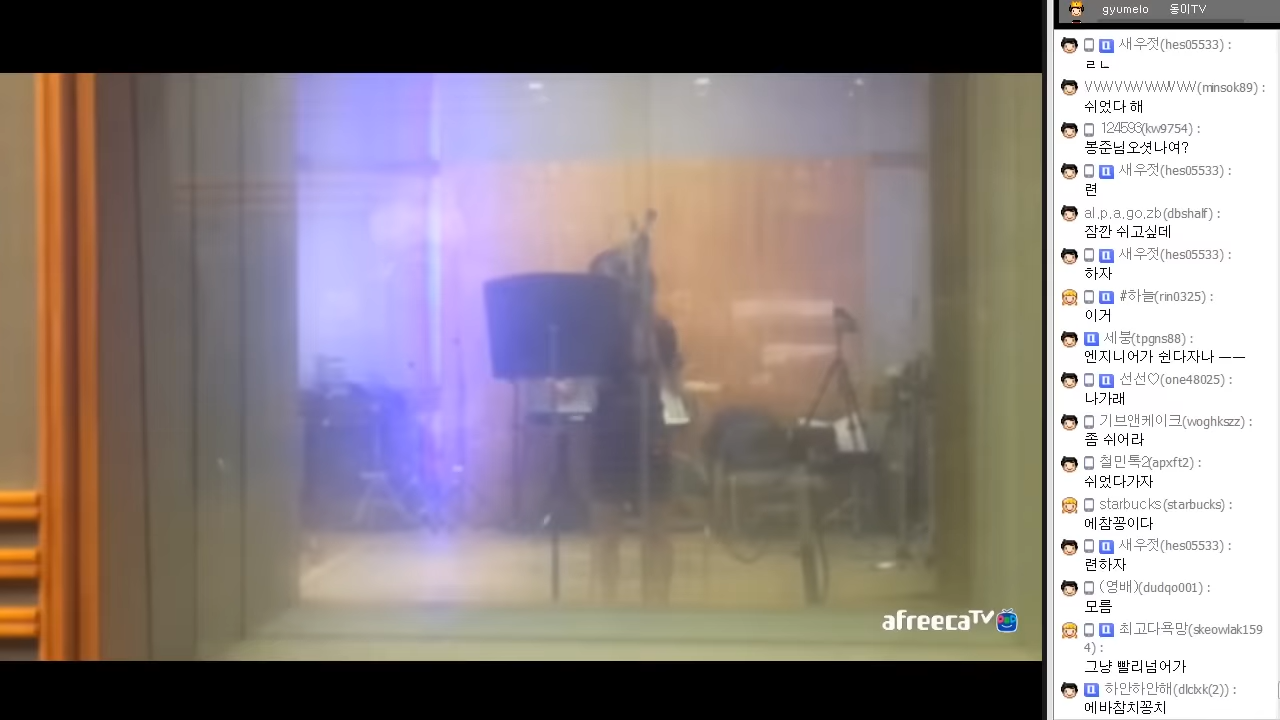 gyumelo 동이TV
새우젓(hes05533) :
ㄹㄴ
VWVVWVWWVW(minsok89) :
쉬었다 해
124593(kw9754) :
봉준님오셧나여?
새우젓(hes05533) :
련
al.p.a.go.zb(dbshalf) :
잠깐 쉬고싶데
새우젓(hes05533) :
하자
#하늘(rin0325) :
이거
세붕(tpgns88) :
엔지니어가 쉰다자나 ㅡㅡ
선선♡(one48025) :
나가래
기브앤케이크(woghkszz) :
좀 쉬어라
철민톡2(apxft2) :
쉬었다가자
starbucks(starbucks) :
에참꽁이다
새우젓(hes05533) :
련하자
(영배)(dudqo001) :
모름
최고다욕망(skeowlak159
4) :
그냥 빨리넘어가
afreecaTV
하안하안해(dlclxk(2)) :
에바참치꽁치